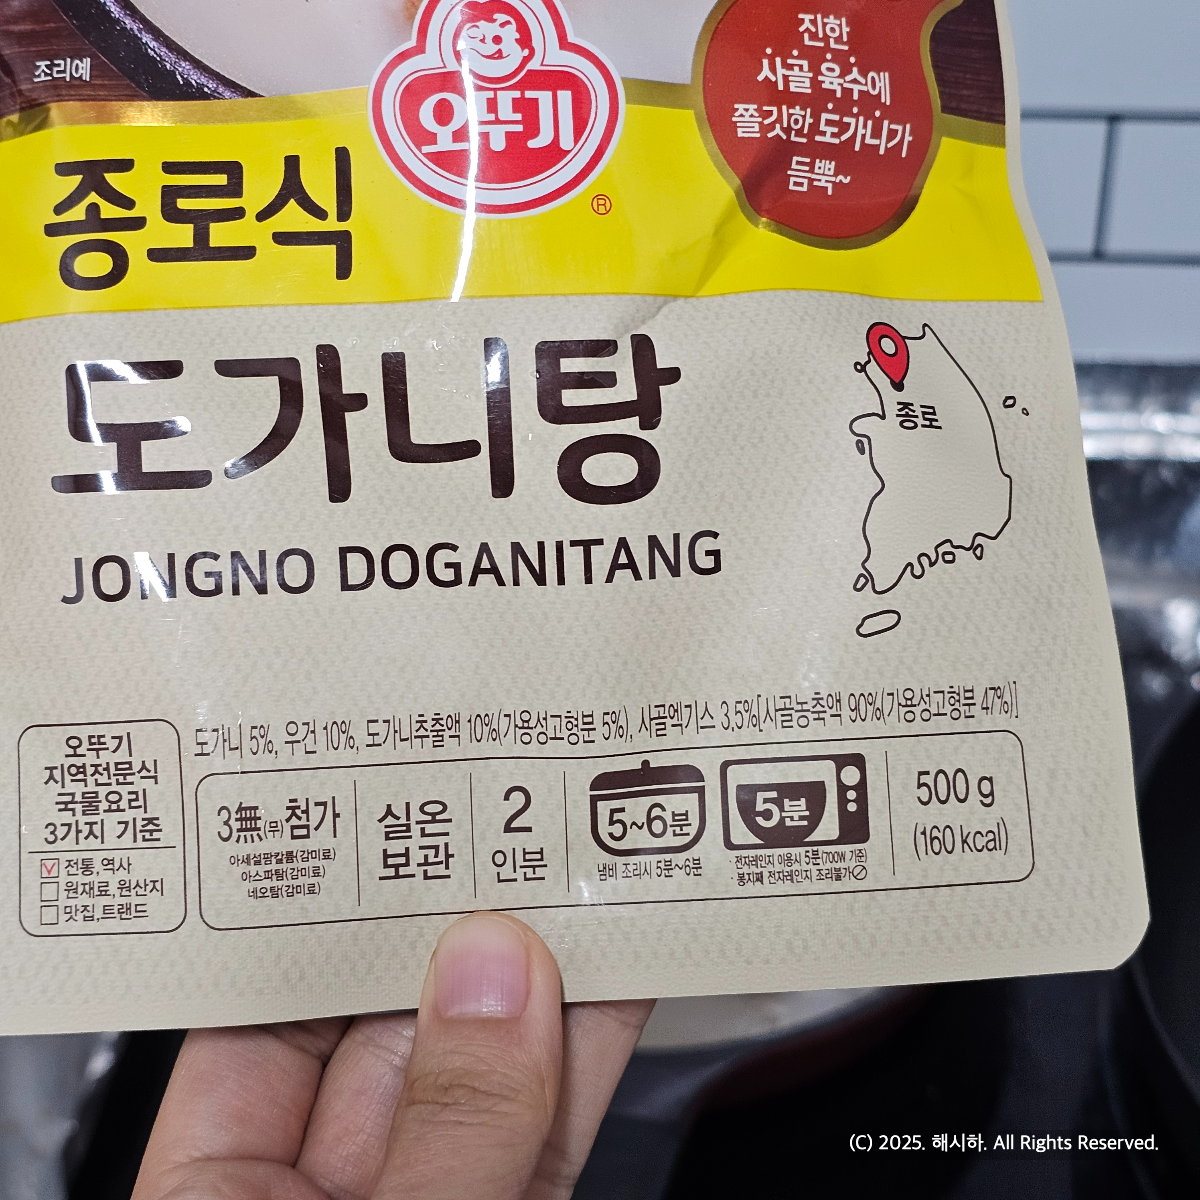 조리예
오뚜기
®
진한
사골 육수에
쫄깃한 도가니가
듬뿍~
종로식
도가니탕
JONGNO DOGANITANG
종로
도가니 5%, 우건 10%, 도가니추출액 10%(가용성고형분 5%), 사골엑기스 3.5%[사골농축액 90%(가용성고형분 47%)]
오뚜기
지역전문식
국물요리
3가지 기준
전통,역사
원재료,원산지
맛집,트랜드
3無(무)첨가
아세설팜칼륨(감미료)
아스파탐(감미료)
네오탐(감미료)
실온
보관
2
인분
5~6분
냄비 조리시 5분~6분
5분
· 전자레인지 이용시 5분(700W 기준)
· 봉지째 전자레인지 조리불가
500 g
(160 kcal)
(C) 2025. 해시하. All Rights Reserved.